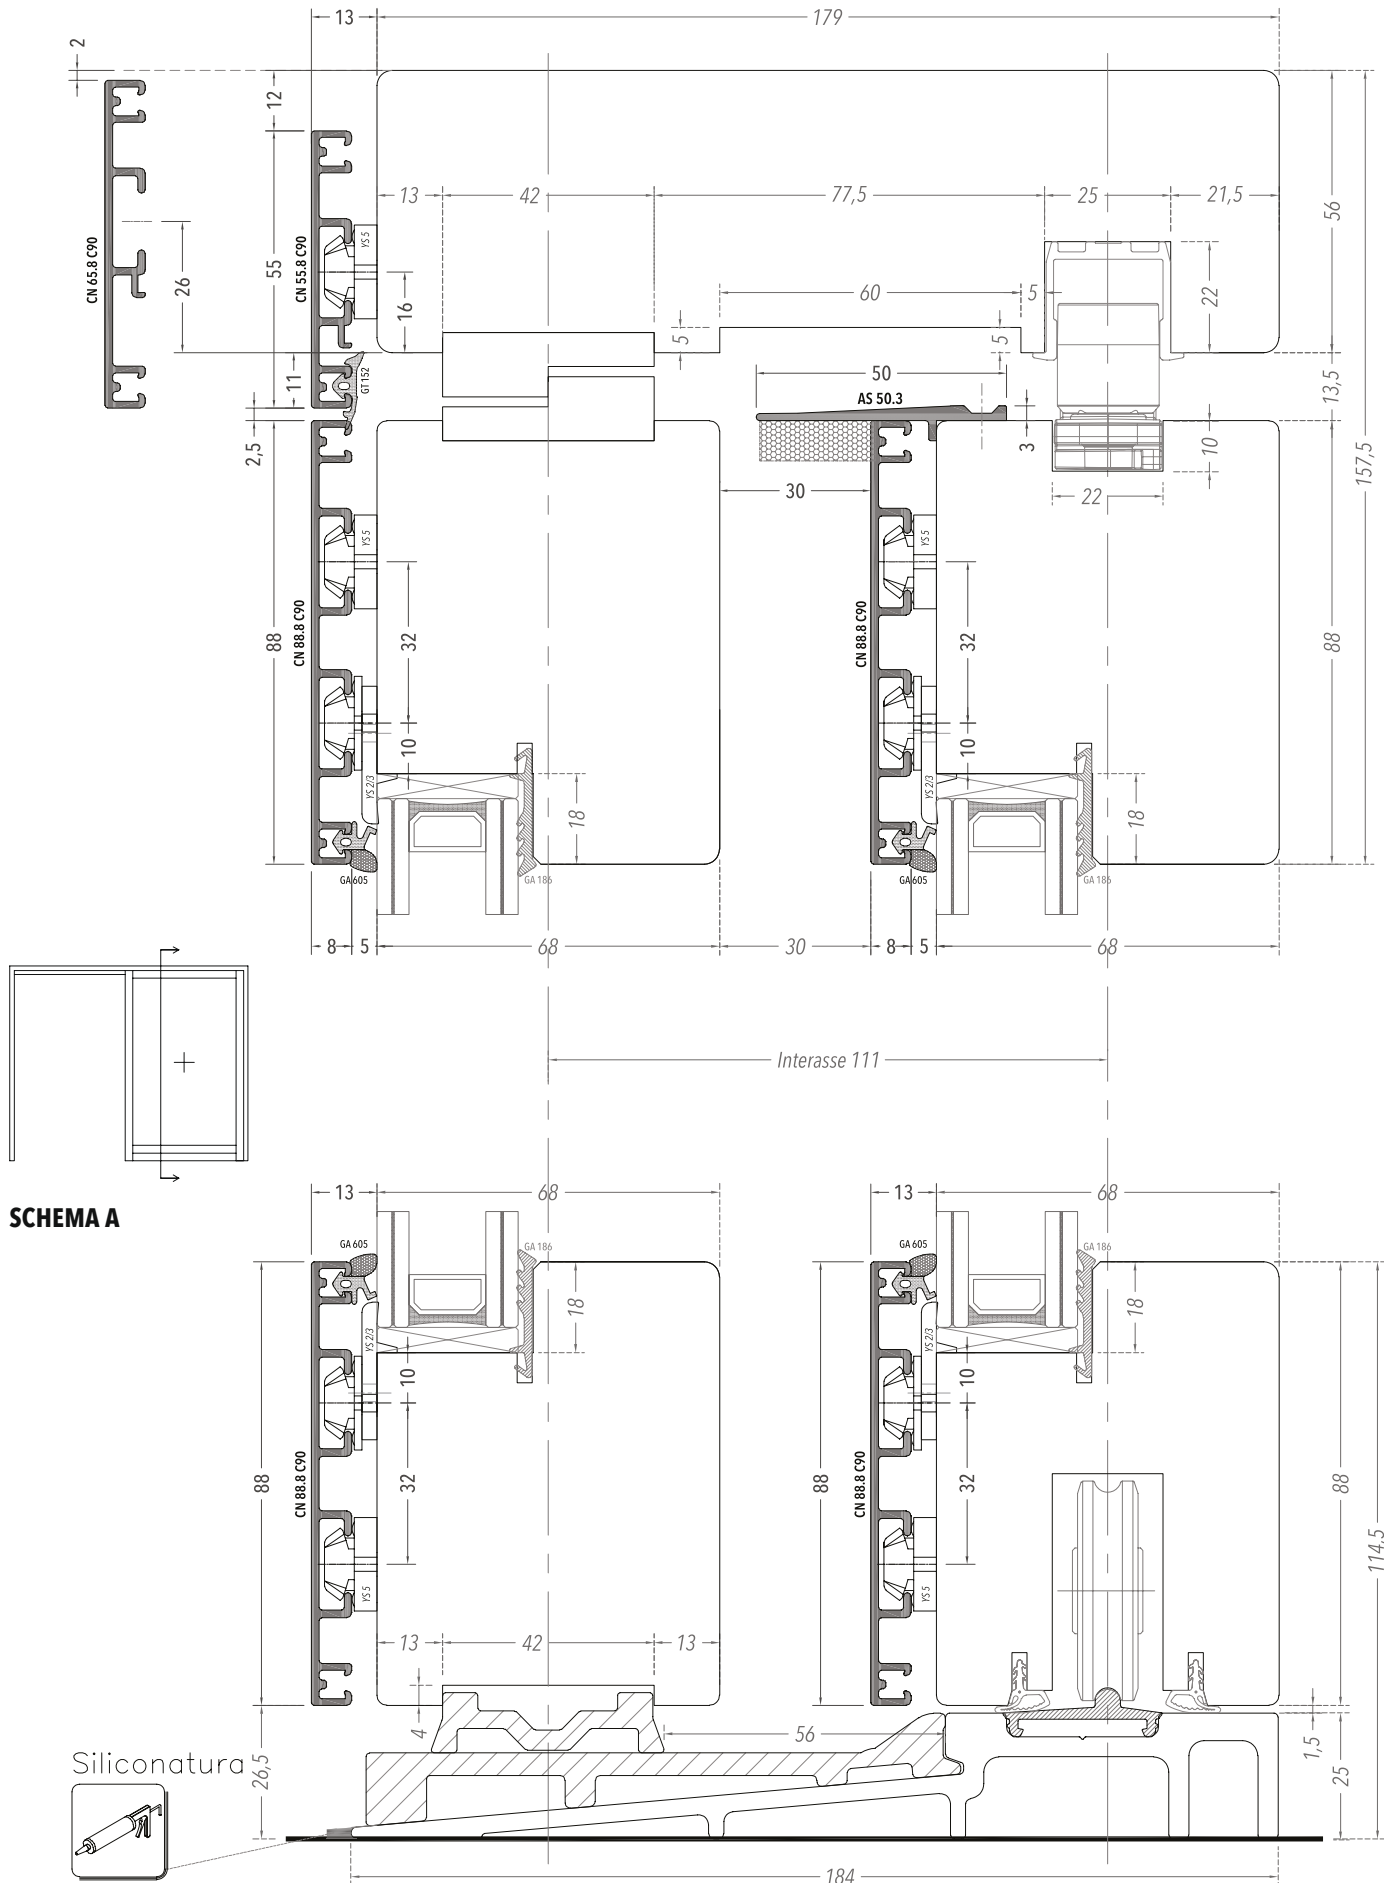 13
179
2
12
13
42
77,5
25
21,5
56
CN 65.8 C90
26
55
CN 55.8 C90
YS 5
16
60
5
22
157,5
5
5
11
GT 152
50
AS 50.3
13,5
2,5
3
10
30
22
YS 5
YS 5
88
CN 88.8 C90
32
CN 88.8 C90
32
88
10
10
YS 2/3
18
YS 2/3
18
GA 605
GA 186
GA 605
GA 186
8
5
68
30
8
5
68
Interasse 111
SCHEMA A
13
68
13
68
GA 605
GA 186
GA 605
GA 186
18
18
YS 2/3
YS 2/3
10
10
88
CN 88.8 C90
32
88
CN 88.8 C90
32
88
114,5
YS 5
YS 5
13
42
13
4
56
1,5
25
26,5
Siliconatura
184